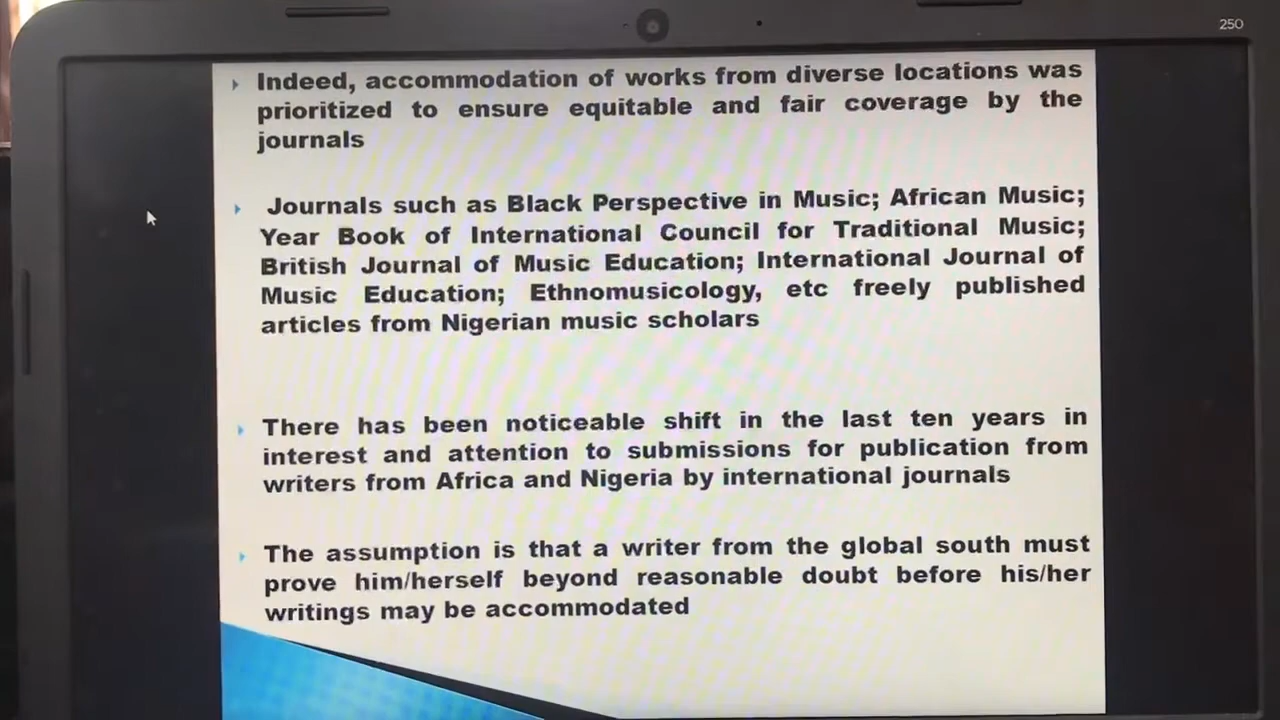 250
Indeed, accommodation of works from diverse locations was
prioritized to ensure equitable and fair coverage by the
journals
Journals such as Black Perspective in Music; African Music;
Year Book of International Council for Traditional Music;
British Journal of Music Education; International Journal of
Music Education; Ethnomusicology, etc freely published
articles from Nigerian music scholars
There has been noticeable shift in the last ten years in
interest and attention to submissions for publication from
writers from Africa and Nigeria by international journals
The assumption is that a writer from the global south must
prove him/herself beyond reasonable doubt before his/her
writings may be accommodated